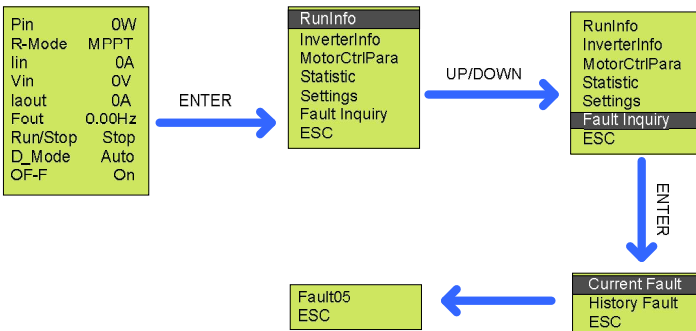 Pin 0W
R-Mode MPPT
Iin 0A
Vin 0V
Iaout 0A
Fout 0.00Hz
Run/Stop Stop
D_Mode Auto
OF-F On
ENTER
RunInfo
InverterInfo
MotorCtrlPara
Statistic
Settings
Fault Inquiry
ESC
UP/DOWN
RunInfo
InverterInfo
MotorCtrlPara
Statistic
Settings
Fault Inquiry
ESC
ENTER
Current Fault
History Fault
ESC
Fault05
ESC